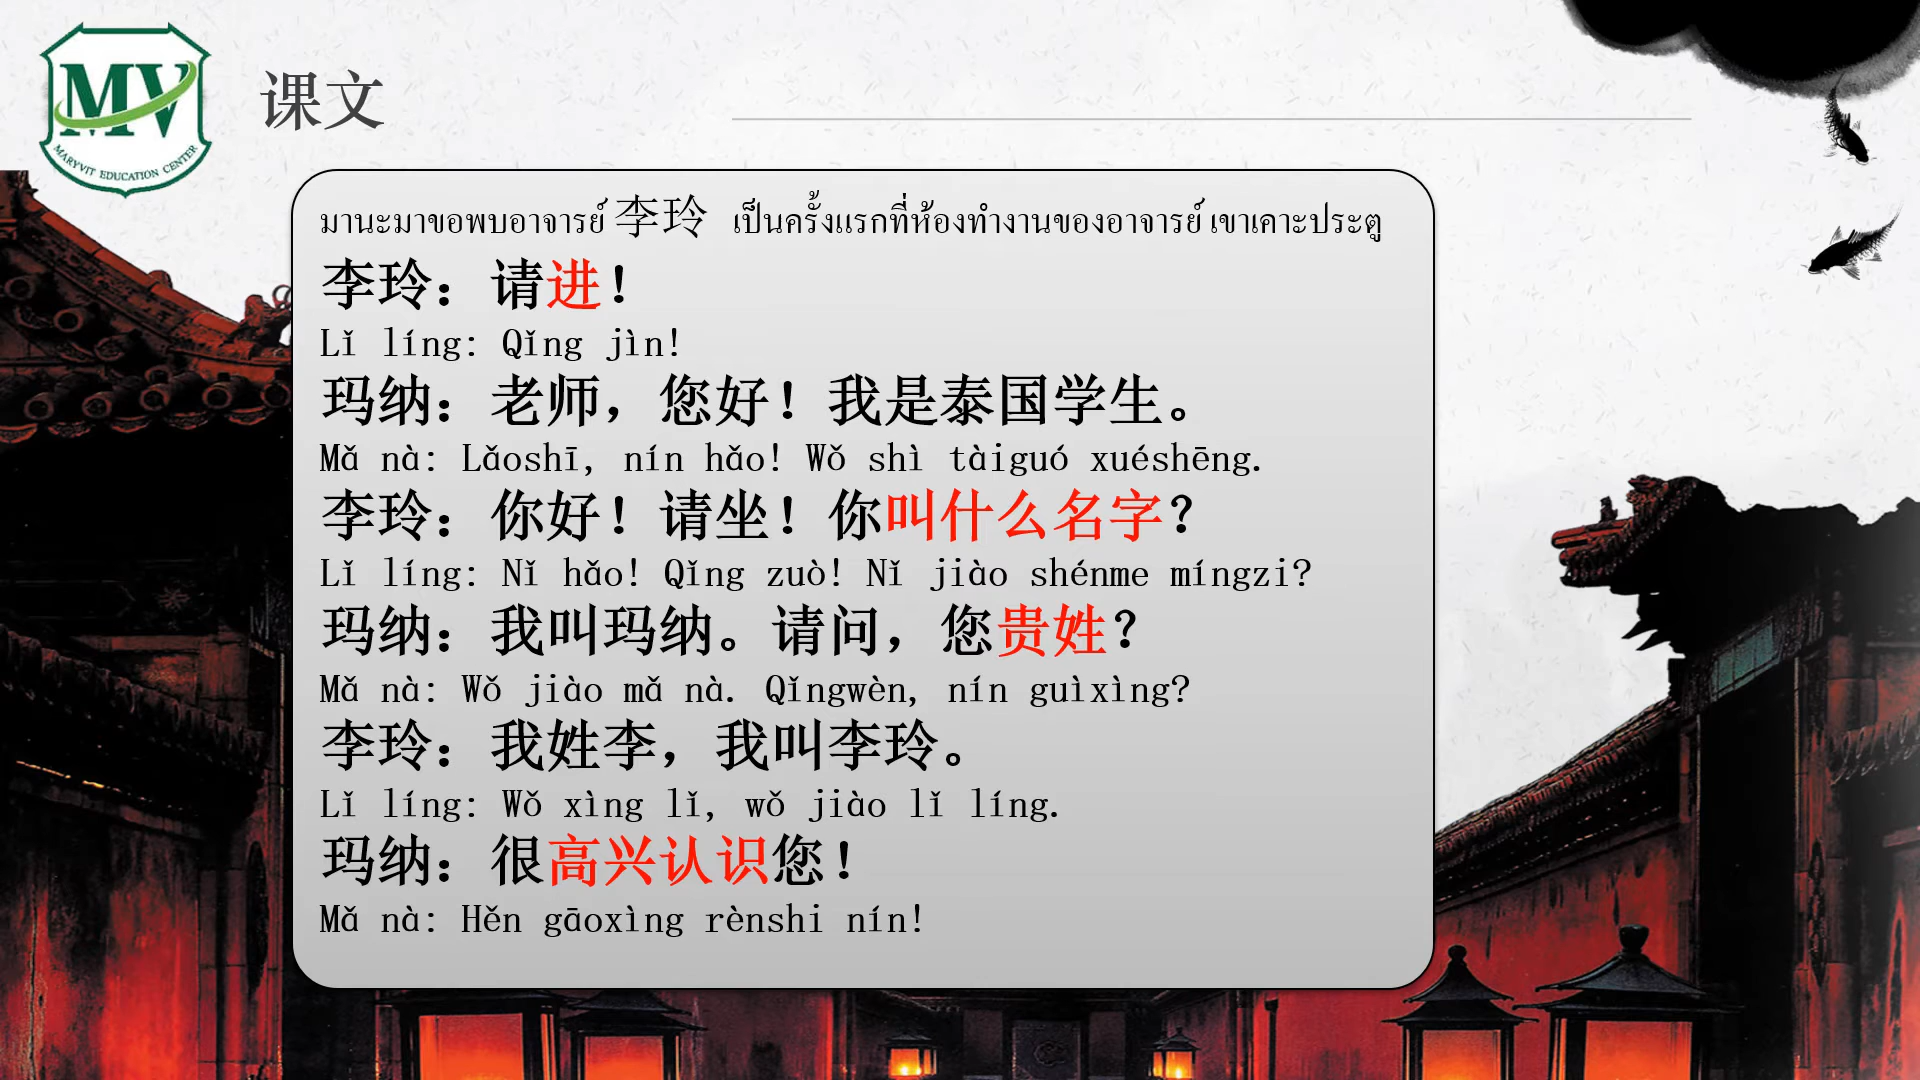 MV
MARYVIT EDUCATION CENTER
课文
มานะมาขอพบอาจารย์ 李玲 เป็นครั้งแรกที่ห้องทำงานของอาจารย์ เขาเคาะประตู
李玲：请进！
Lǐ líng: Qǐng jìn!
玛纳：老师，您好！我是泰国学生。
Mǎ nà: Lǎoshī, nín hǎo! Wǒ shì tàiguó xuéshēng.
李玲：你好！请坐！你叫什么名字？
Lǐ líng: Nǐ hǎo! Qǐng zuò! Nǐ jiào shénme míngzi?
玛纳：我叫玛纳。请问，您贵姓？
Mǎ nà: Wǒ jiào mǎ nà. Qǐngwèn, nín guìxìng?
李玲：我姓李，我叫李玲。
Lǐ líng: Wǒ xìng lǐ, wǒ jiào lǐ líng.
玛纳：很高兴认识您！
Mǎ nà: Hěn gāoxìng rènshi nín!